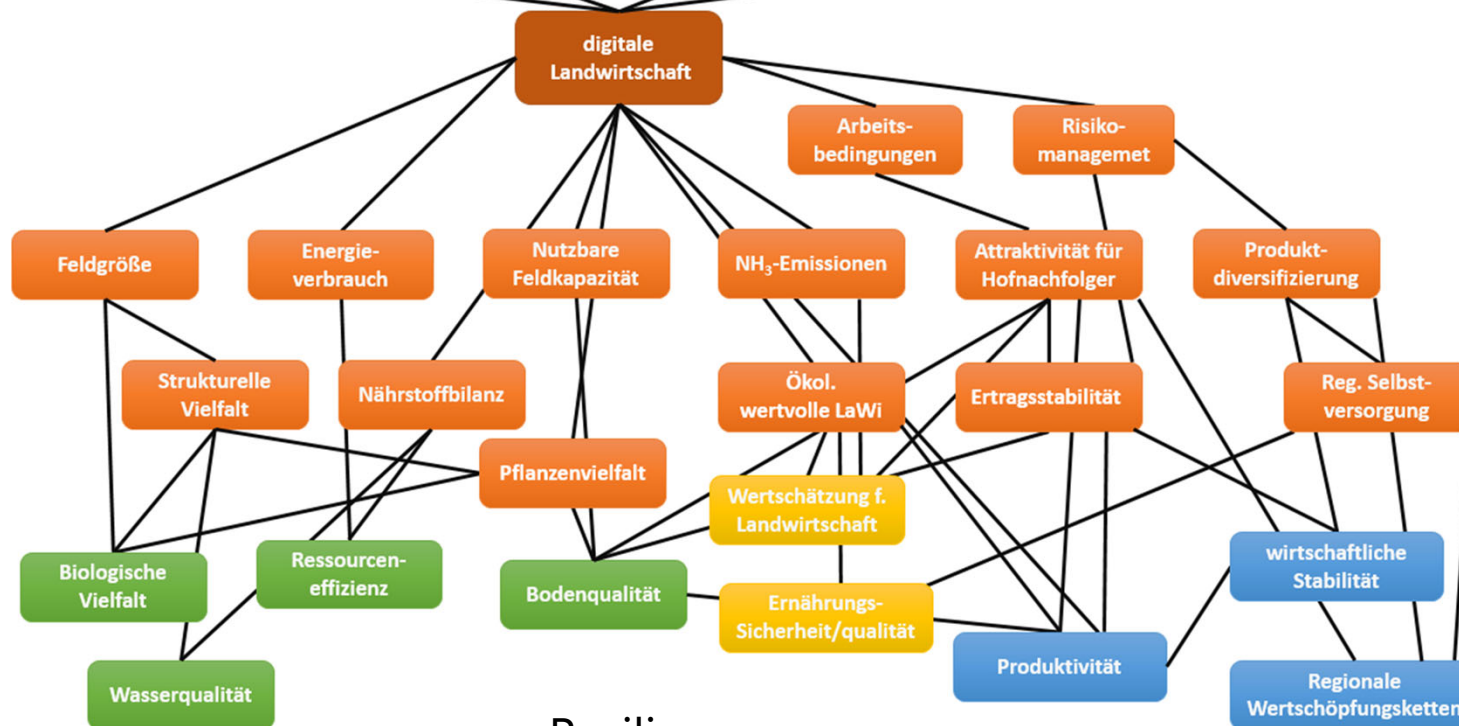 digitale
Landwirtschaft
Arbeits-
bedingungen
Risiko-
managemet
Feldgröße
Energie-
verbrauch
Nutzbare
Feldkapazität
NH₃-Emissionen
Attraktivität für
Hofnachfolger
Produkt-
diversifizierung
Strukturelle
Vielfalt
Nährstoffbilanz
Ökol.
wertvolle LaWi
Ertragsstabilität
Reg. Selbst-
versorgung
Pflanzenvielfalt
Wertschätzung f.
Landwirtschaft
Biologische
Vielfalt
Ressourcen-
effizienz
Bodenqualität
Ernährungs-
Sicherheit/qualität
wirtschaftliche
Stabilität
Wasserqualität
Produktivität
Regionale
Wertschöpfungsketten